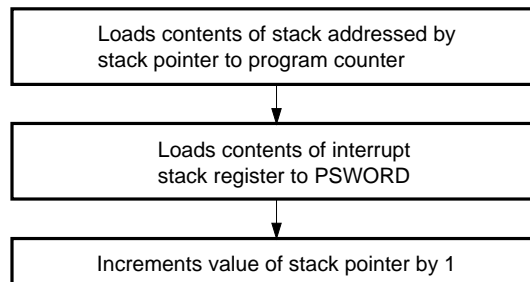 Loads contents of stack addressed by
stack pointer to program counter
Loads contents of interrupt
stack register to PSWORD
Increments value of stack pointer by 1